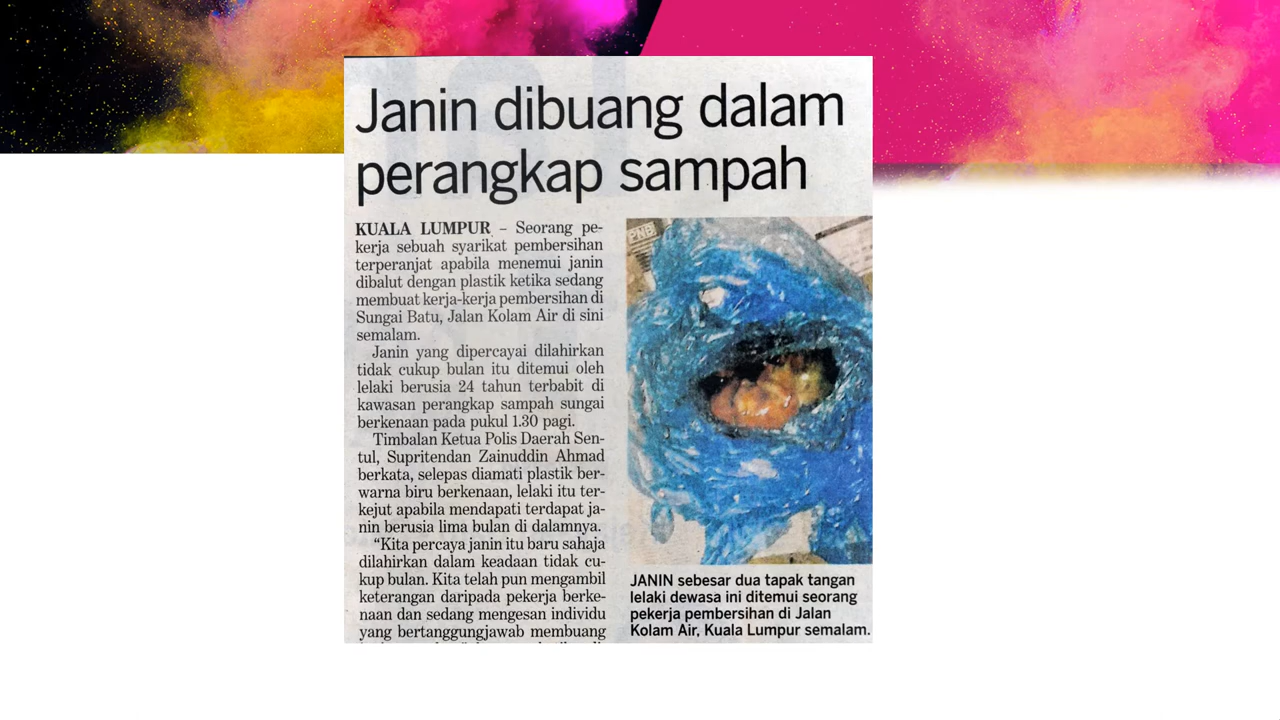 Janin dibuang dalam
perangkap sampah
KUALA LUMPUR – Seorang pe-
kerja sebuah syarikat pembersihan
terperanjat apabila menemui janin
dibalut dengan plastik ketika sedang
membuat kerja-kerja pembersihan di
Sungai Batu, Jalan Kolam Air di sini
semalam.
Janin yang dipercayai dilahirkan
tidak cukup bulan itu ditemui oleh
lelaki berusia 24 tahun terbabit di
kawasan perangkap sampah sungai
berkenaan pada pukul 1.30 pagi.
Timbalan Ketua Polis Daerah Sen-
tul, Supritendan Zainuddin Ahmad
berkata, selepas diamati plastik ber-
warna biru berkenaan, lelaki itu ter-
kejut apabila mendapati terdapat ja-
nin berusia lima bulan di dalamnya.
“Kita percaya janin itu baru sahaja
dilahirkan dalam keadaan tidak cu-
kup bulan. Kita telah pun mengambil
keterangan daripada pekerja berke-
naan dan sedang mengesan individu
yang bertanggungjawab membuang
PNB
JANIN sebesar dua tapak tangan
lelaki dewasa ini ditemui seorang
pekerja pembersihan di Jalan
Kolam Air, Kuala Lumpur semalam.